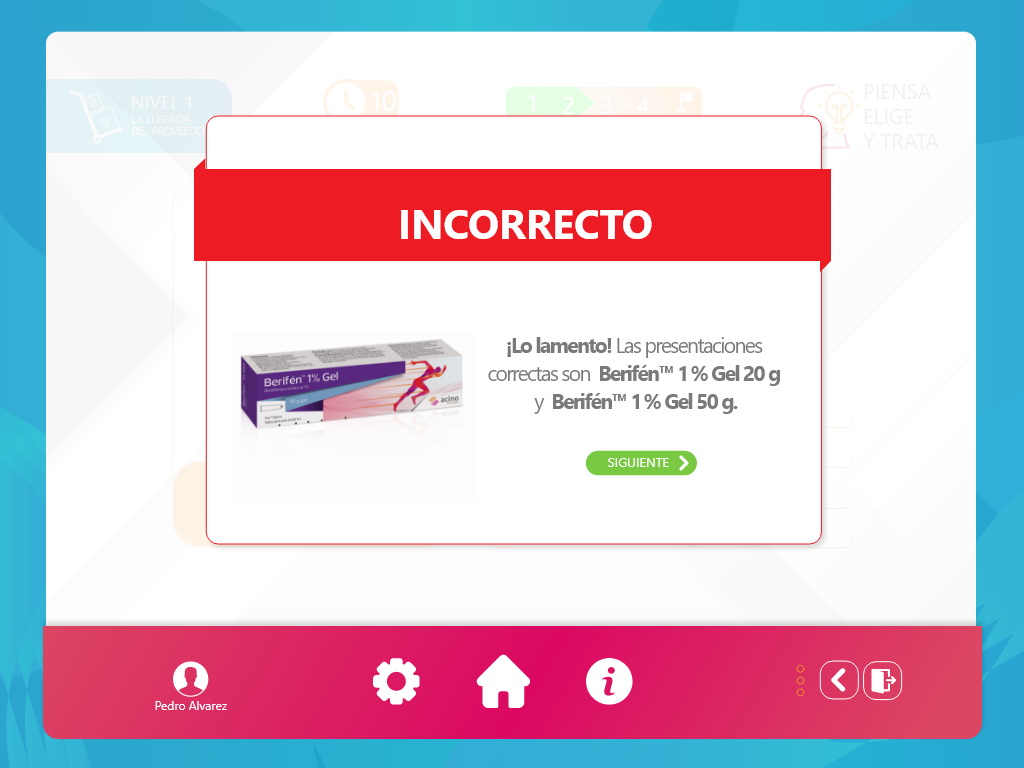 NIVEL 1
LA LLEGADA
DEL PROVEEDO
10
1 2 3 4
PIENSA
ELIGE
Y TRATA
INCORRECTO
Berifén™ 1% Gel
acino
¡Lo lamento! Las presentaciones
correctas son Berifén™ 1% Gel 20 g
y Berifén™ 1% Gel 50 g.
SIGUIENTE
Pedro Alvarez